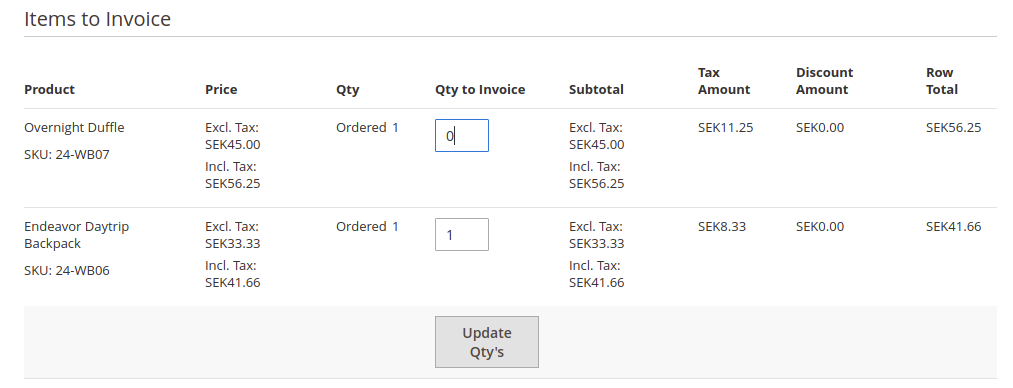 Items to Invoice
Product Price Qty Qty to Invoice Subtotal Tax Amount Discount Amount Row Total
Overnight Duffle
SKU: 24-WB07
Excl. Tax:
SEK45.00
Incl. Tax:
SEK56.25
Ordered 1
0
Excl. Tax:
SEK45.00
Incl. Tax:
SEK56.25
SEK11.25
SEK0.00
SEK56.25
Endeavor Daytrip
Backpack
SKU: 24-WB06
Excl. Tax:
SEK33.33
Incl. Tax:
SEK41.66
Ordered 1
1
Excl. Tax:
SEK33.33
Incl. Tax:
SEK41.66
SEK8.33
SEK0.00
SEK41.66
Update
Qty's